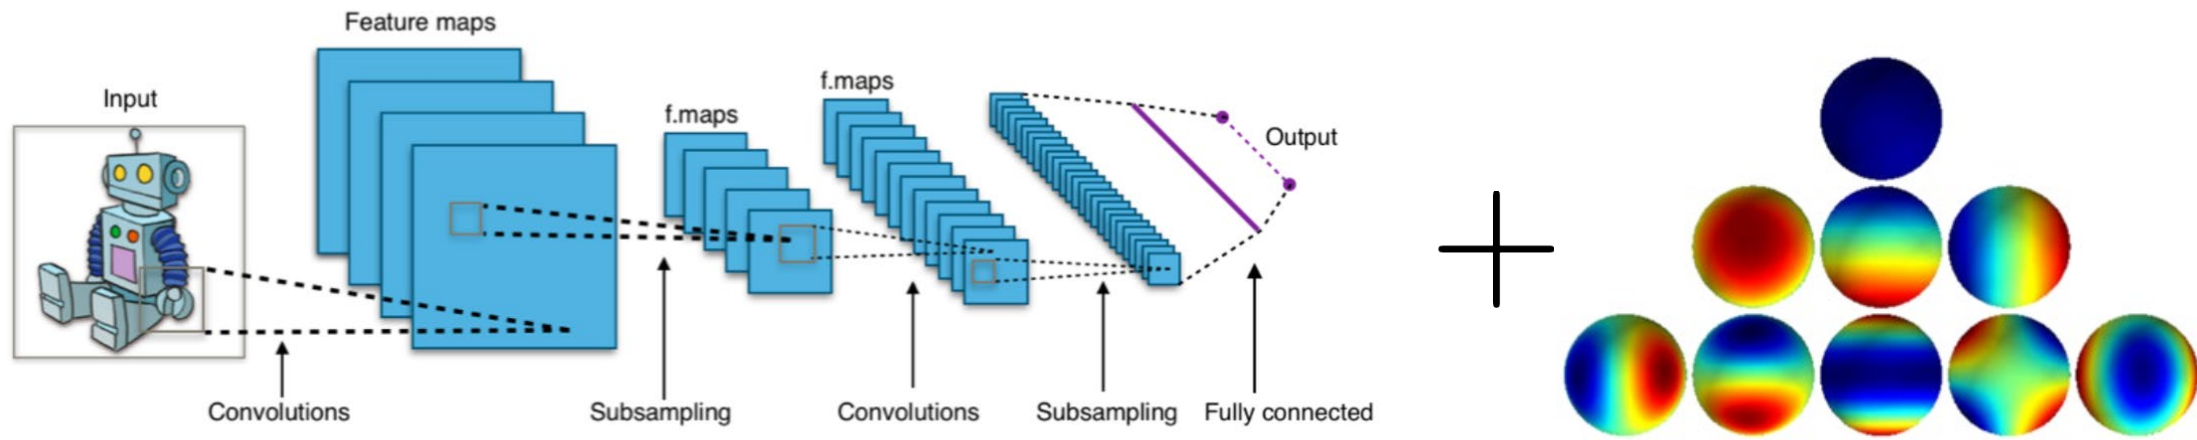 Input
Feature maps
f.maps
f.maps
Output
Convolutions
Subsampling
Convolutions
Subsampling
Fully connected